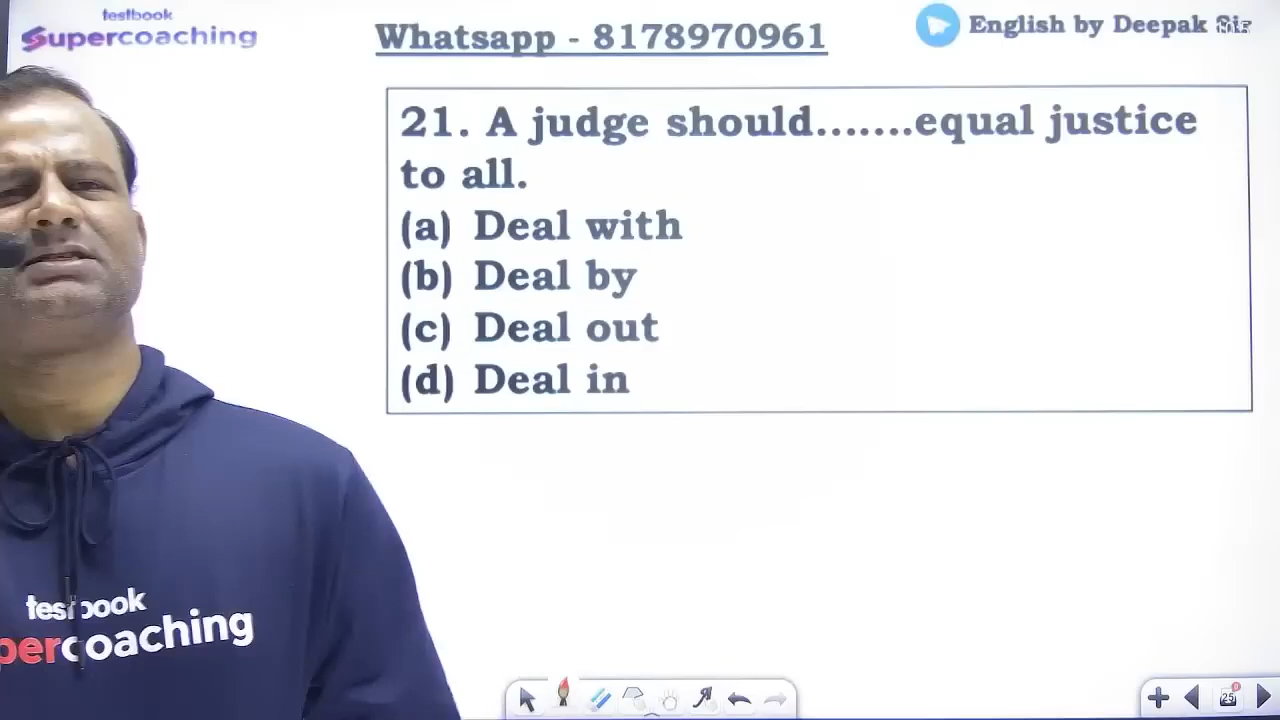 testbook
Supercoaching
Whatsapp - 8178970961
English by Deepak Sir
21. A judge should.......equal justice
to all.
(a) Deal with
(b) Deal by
(c) Deal out
(d) Deal in
testbook
percoaching
25